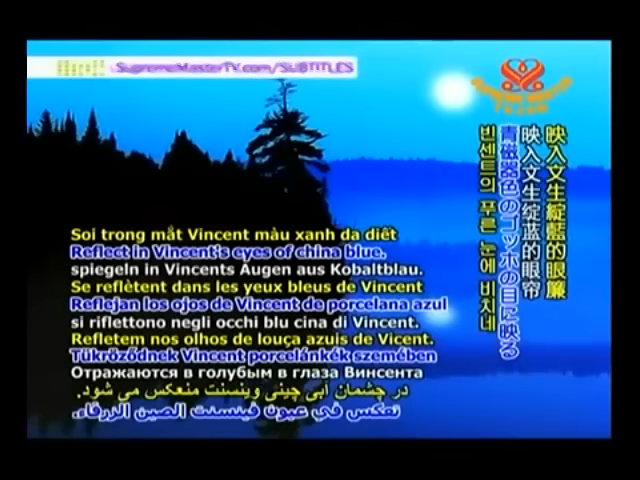 SupremeMasterTV.com/SUBTITLES
SUPREME MASTER
TELEVISION
映入文生綻藍的眼簾
映入文生绽蓝的眼帘
青磁器色のゴッホの目に映る
빈센트의 푸른 눈에 비치네
Soi trong mắt Vincent màu xanh da diết
Reflect in Vincent's eyes of china blue.
spiegeln in Vincents Augen aus Kobaltblau.
Se reflètent dans les yeux bleus de Vincent
Reflejan los ojos de Vincent de porcelana azul
si riflettono negli occhi blu cina di Vincent.
Refletem nos olhos de louça azuis de Vicent.
Tükröződnek Vincent porcelánkék szemében
Отражаются в голубым в глаза Винсента
در چشمان آبی چینی وینسنت منعکس می شود.
تعكس في عيون فينسنت الصين الزرقاء.